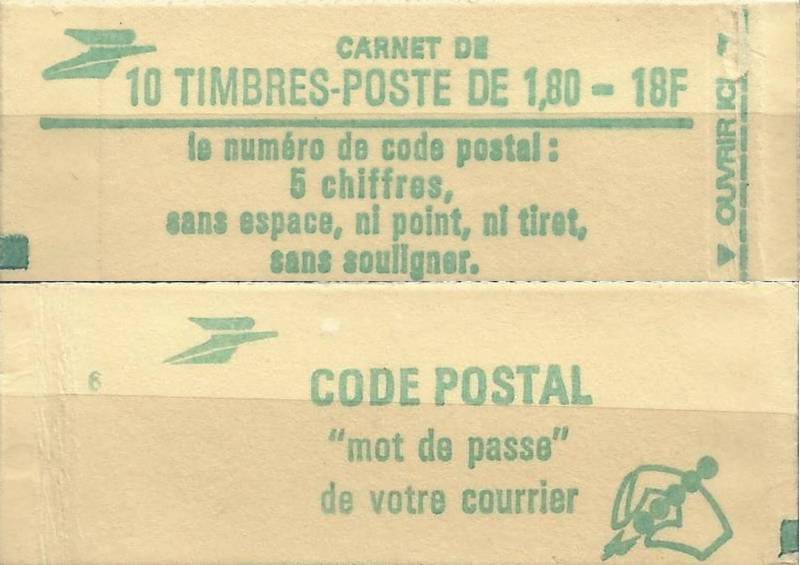 CARNET DE
10 TIMBRES-POSTE DE 1,80 - 18F
le numéro de code postal :
5 chiffres,
sans espace, ni point, ni tiret,
sans souligner.
OUVRIR ICI
6
CODE POSTAL
"mot de passe"
de votre courrier